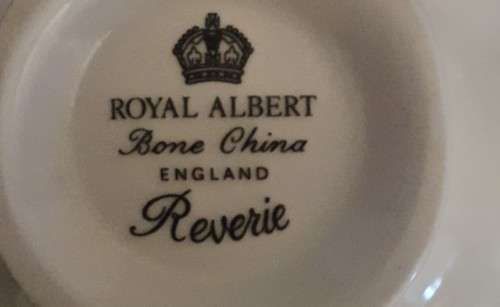 ROYAL ALBERT
Bone China
ENGLAND
Reverie